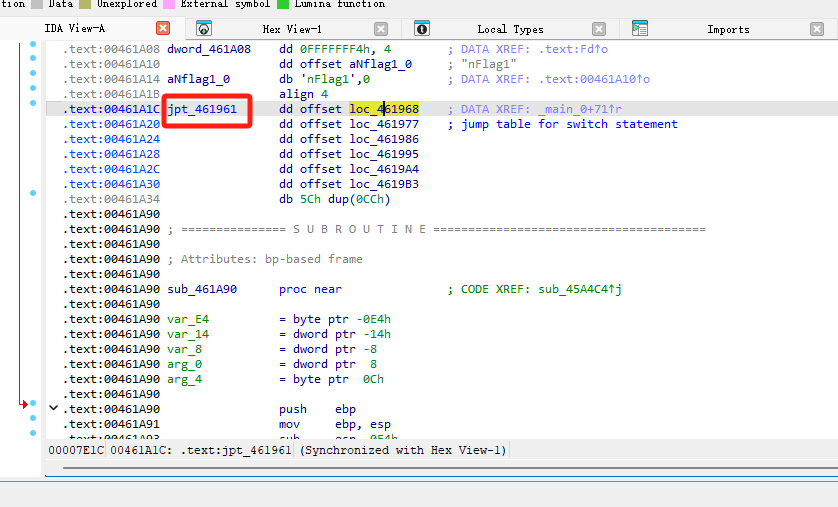 tion Data Unexplored External symbol Lumina function
IDA View-A Hex View-1 Local Types Imports
.text:00461A08 dword_461A08 dd 0FFFFFFF4h, 4 ; DATA XREF: .text:Fd↑o
.text:00461A10 dd offset aNflag1_0 ; "nFlag1"
.text:00461A14 aNflag1_0 db 'nFlag1',0 ; DATA XREF: .text:00461A10↑o
.text:00461A1B align 4
.text:00461A1C jpt_461961 dd offset loc_461968 ; DATA XREF: _main_0+71↑r
.text:00461A20 dd offset loc_461977 ; jump table for switch statement
.text:00461A24 dd offset loc_461986
.text:00461A28 dd offset loc_461995
.text:00461A2C dd offset loc_4619A4
.text:00461A30 dd offset loc_4619B3
.text:00461A34 db 5Ch dup(0CCh)
.text:00461A90
.text:00461A90 ; =============== S U B R O U T I N E =======================================
.text:00461A90
.text:00461A90 ; Attributes: bp-based frame
.text:00461A90
.text:00461A90 sub_461A90 proc near ; CODE XREF: sub_45A4C4↑j
.text:00461A90
.text:00461A90 var_E4 = byte ptr -0E4h
.text:00461A90 var_14 = dword ptr -14h
.text:00461A90 var_8 = dword ptr -8
.text:00461A90 arg_0 = dword ptr 8
.text:00461A90 arg_4 = byte ptr 0Ch
.text:00461A90
.text:00461A90 push ebp
.text:00461A91 mov ebp, esp
.text:00461A93 sub esp, 0E4h
00007E1C 00461A1C: .text:jpt_461961 (Synchronized with Hex View-1)